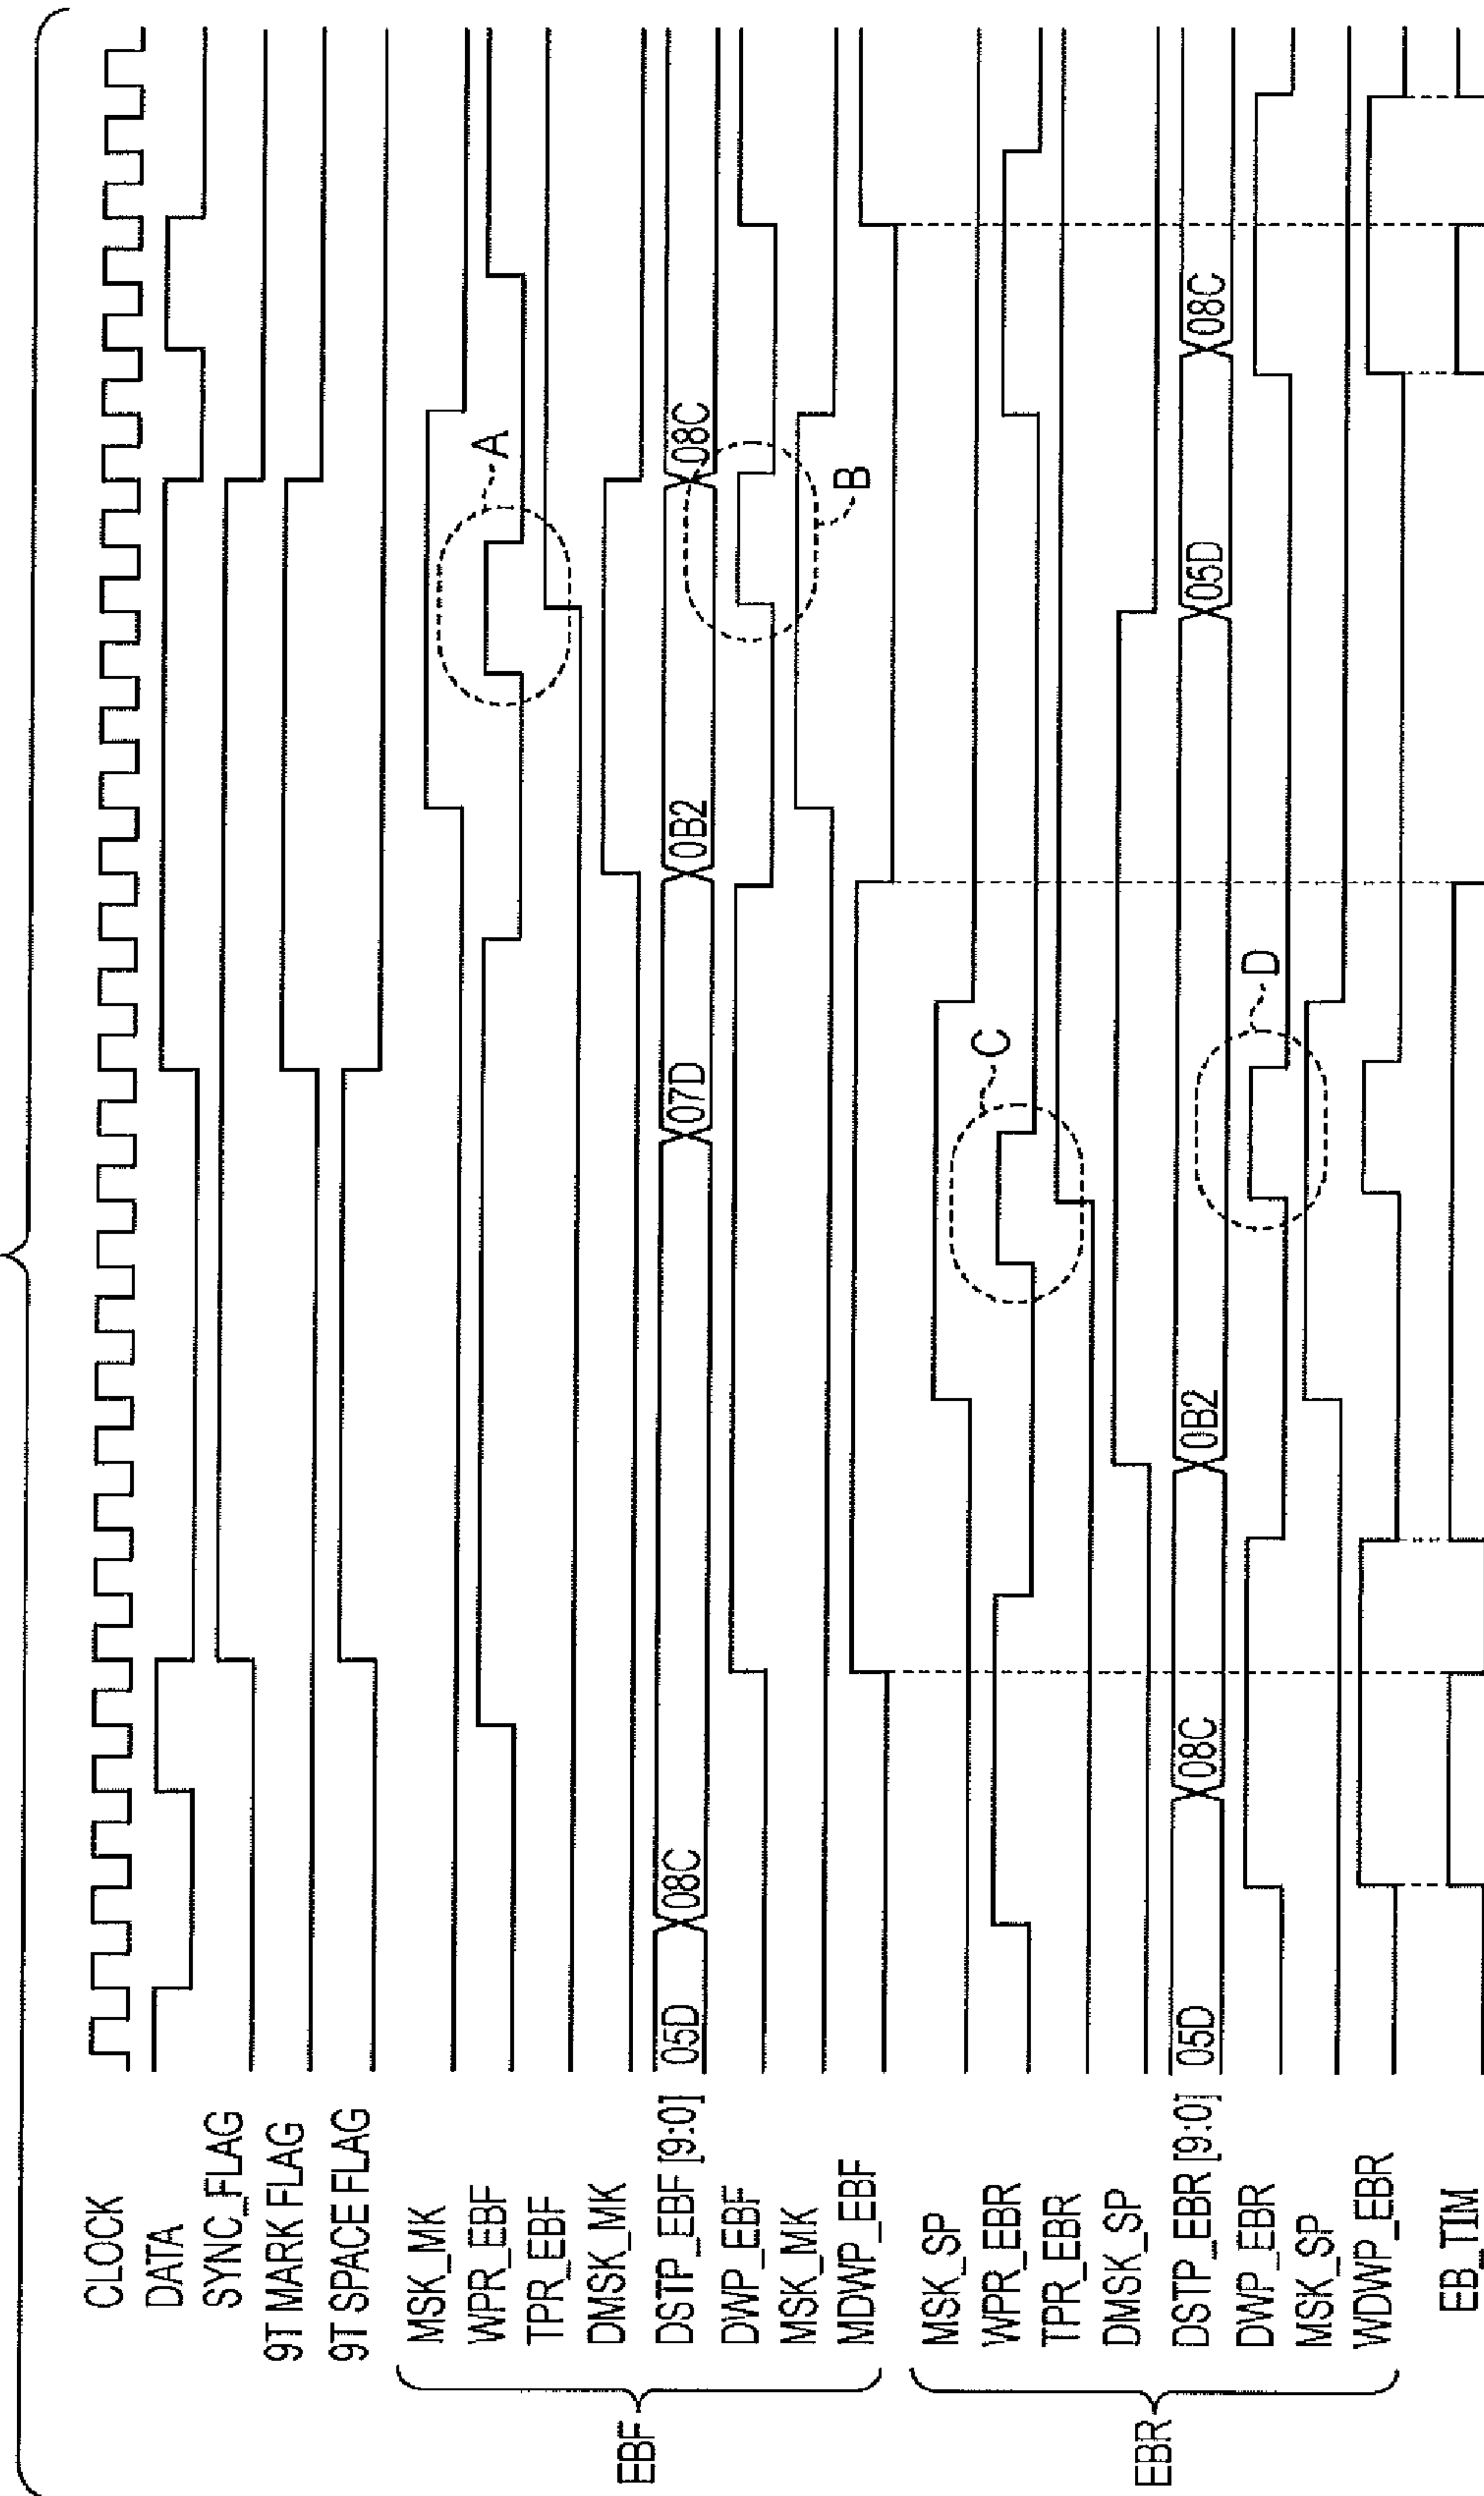 CLOCK
DATA
SYNC_FLAG
9T MARK FLAG
9T SPACE FLAG
EBF
MSK_MK
WPR_EBF
A
TPR_EBF
DMSK_MK
DSTP_EBF [9:0] 05D 08C 07D 0B2 08C
DWP_EBF
B
MSK_MK
MDWP_EBF
EBR
MSK_SP
WPR_EBR
C
TPR_EBR
DMSK_SP
DSTP_EBR [9:0] 05D 08C 0B2 05D 08C
DWP_EBR
D
MSK_SP
WDWP_EBR
EB_TIM